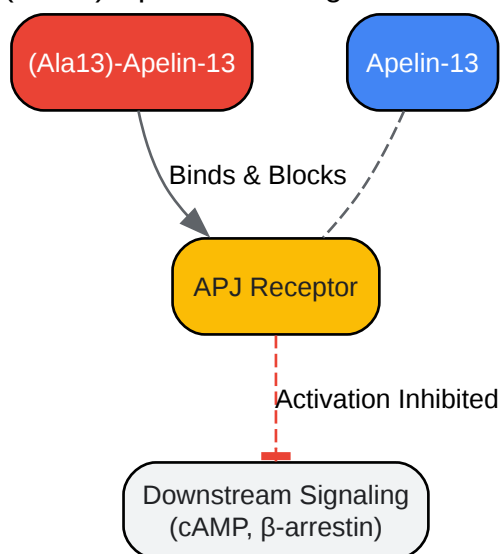 (Ala13)-Apelin-13
Apelin-13
Binds & Blocks
APJ Receptor
Activation Inhibited
Downstream Signaling
(cAMP, β-arrestin)